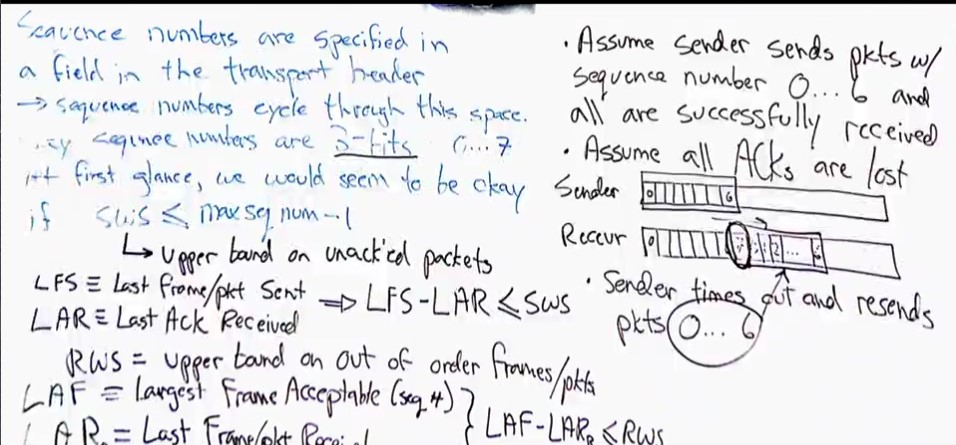 Sequence numbers are specified in
a field in the transport header
→ sequence numbers cycle through this space.
sequence numbers are 3-bits 0...7
At first glance, we would seem to be okay
if SWS ≤ max seq num-1
↳ upper bound on unack'ed packets
LFS ≡ Last frame/pkt Sent ⇒ LFS-LAR ≤ SWS
LAR ≡ Last Ack Received
RWS = upper bound on out of order frames/pkts
LAF ≡ Largest Frame Acceptable (seq #)
LAF-LAR_R ≤ RWS
= Last Frame/pkt
• Assume sender sends pkts w/
sequence number 0...6 and
all are successfully received
• Assume all ACKs are lost
Sender 0 6
Reccvr 0 7 1 2 ... 6
• Sender times out and resends
pkts 0...6